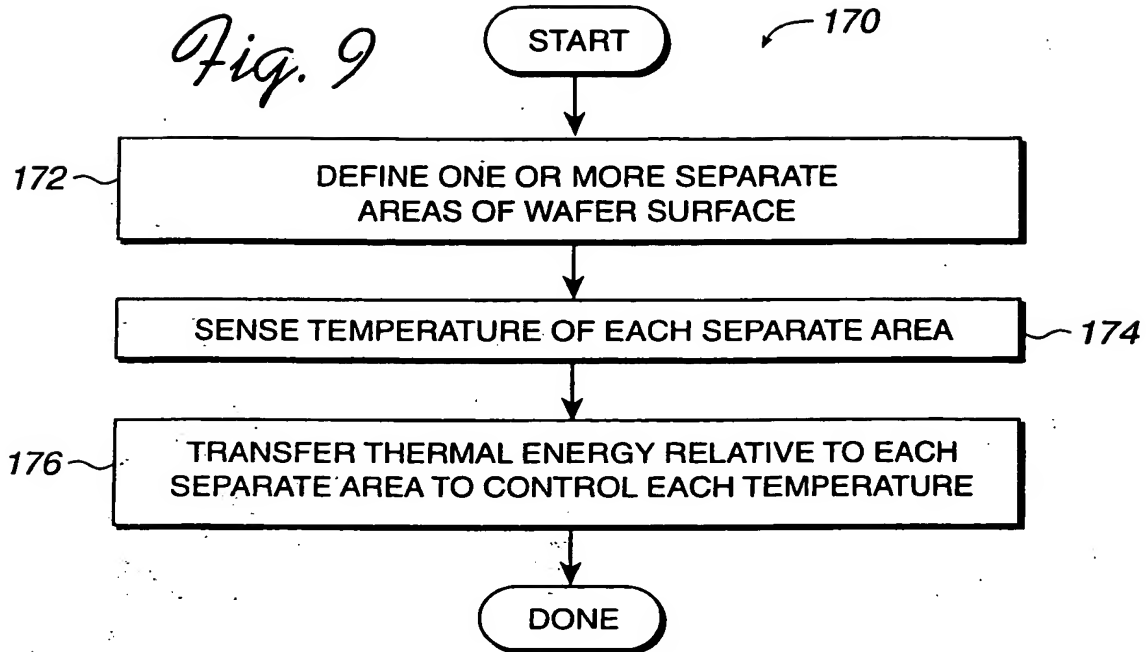 Fig. 9
START
170
172
DEFINE ONE OR MORE SEPARATE
AREAS OF WAFER SURFACE
SENSE TEMPERATURE OF EACH SEPARATE AREA
174
176
TRANSFER THERMAL ENERGY RELATIVE TO EACH
SEPARATE AREA TO CONTROL EACH TEMPERATURE
DONE